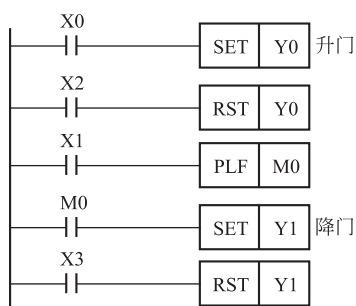 X0
SET Y0 升门
X2
RST Y0
X1
PLF M0
M0
SET Y1 降门
X3
RST Y1